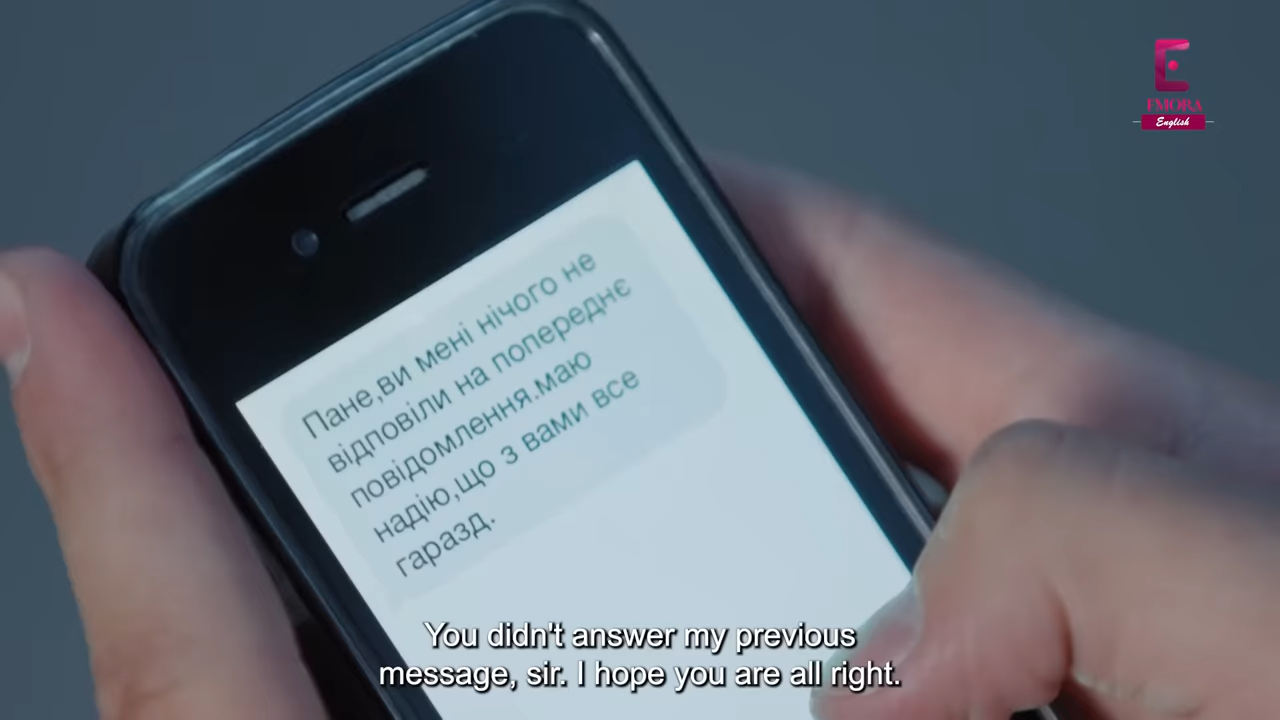 EMORA
English
Пане,ви мені нічого не
відповіли на попереднє
повідомлення.маю
надію,що з вами все
гаразд.
You didn't answer my previous
message, sir. I hope you are all right.